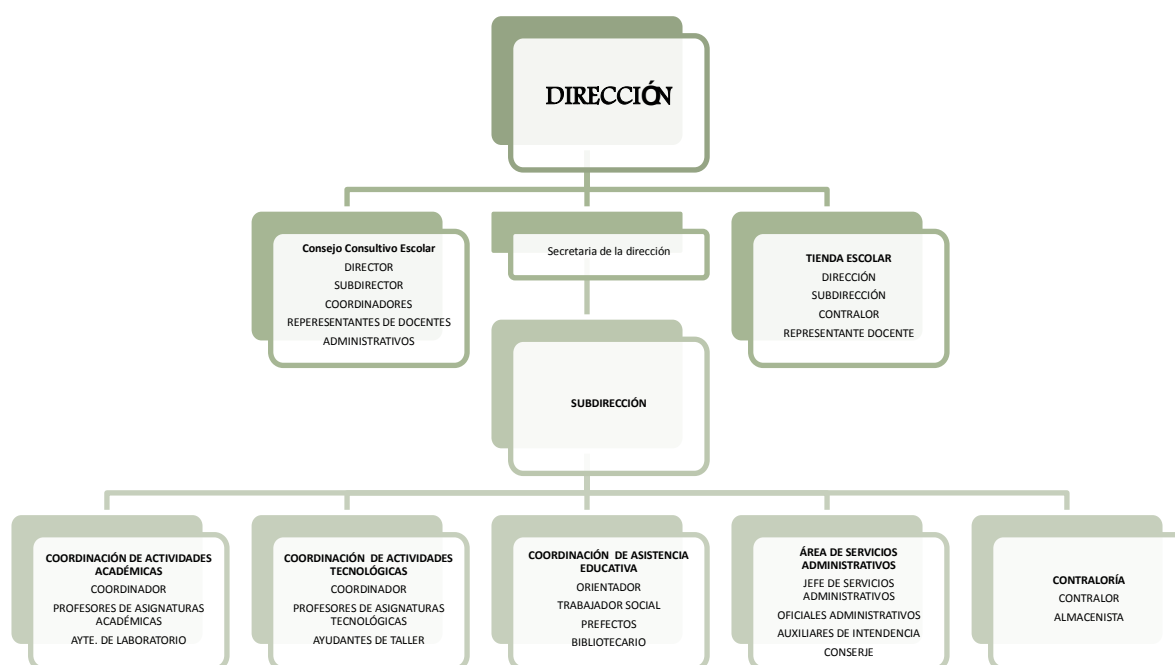 DIRECCIÓN
Consejo Consultivo Escolar
DIRECTOR
SUBDIRECTOR
COORDINADORES
REPERESENTANTES DE DOCENTES
ADMINISTRATIVOS
Secretaria de la dirección
TIENDA ESCOLAR
DIRECCIÓN
SUBDIRECCIÓN
CONTRALOR
REPRESENTANTE DOCENTE
SUBDIRECCIÓN
COORDINACIÓN DE ACTIVIDADES
ACADÉMICAS
COORDINADOR
PROFESORES DE ASIGNATURAS
ACADÉMICAS
AYTE. DE LABORATORIO
COORDINACIÓN DE ACTIVIDADES
TECNOLÓGICAS
COORDINADOR
PROFESORES DE ASIGNATURAS
TECNOLÓGICAS
AYUDANTES DE TALLER
COORDINACIÓN DE ASISTENCIA
EDUCATIVA
ORIENTADOR
TRABAJADOR SOCIAL
PREFECTOS
BIBLIOTECARIO
ÁREA DE SERVICIOS
ADMINISTRATIVOS
JEFE DE SERVICIOS
ADMINISTRATIVOS
OFICIALES ADMINISTRATIVOS
AUXILIARES DE INTENDENCIA
CONSERJE
CONTRALORÍA
CONTRALOR
ALMACENISTA